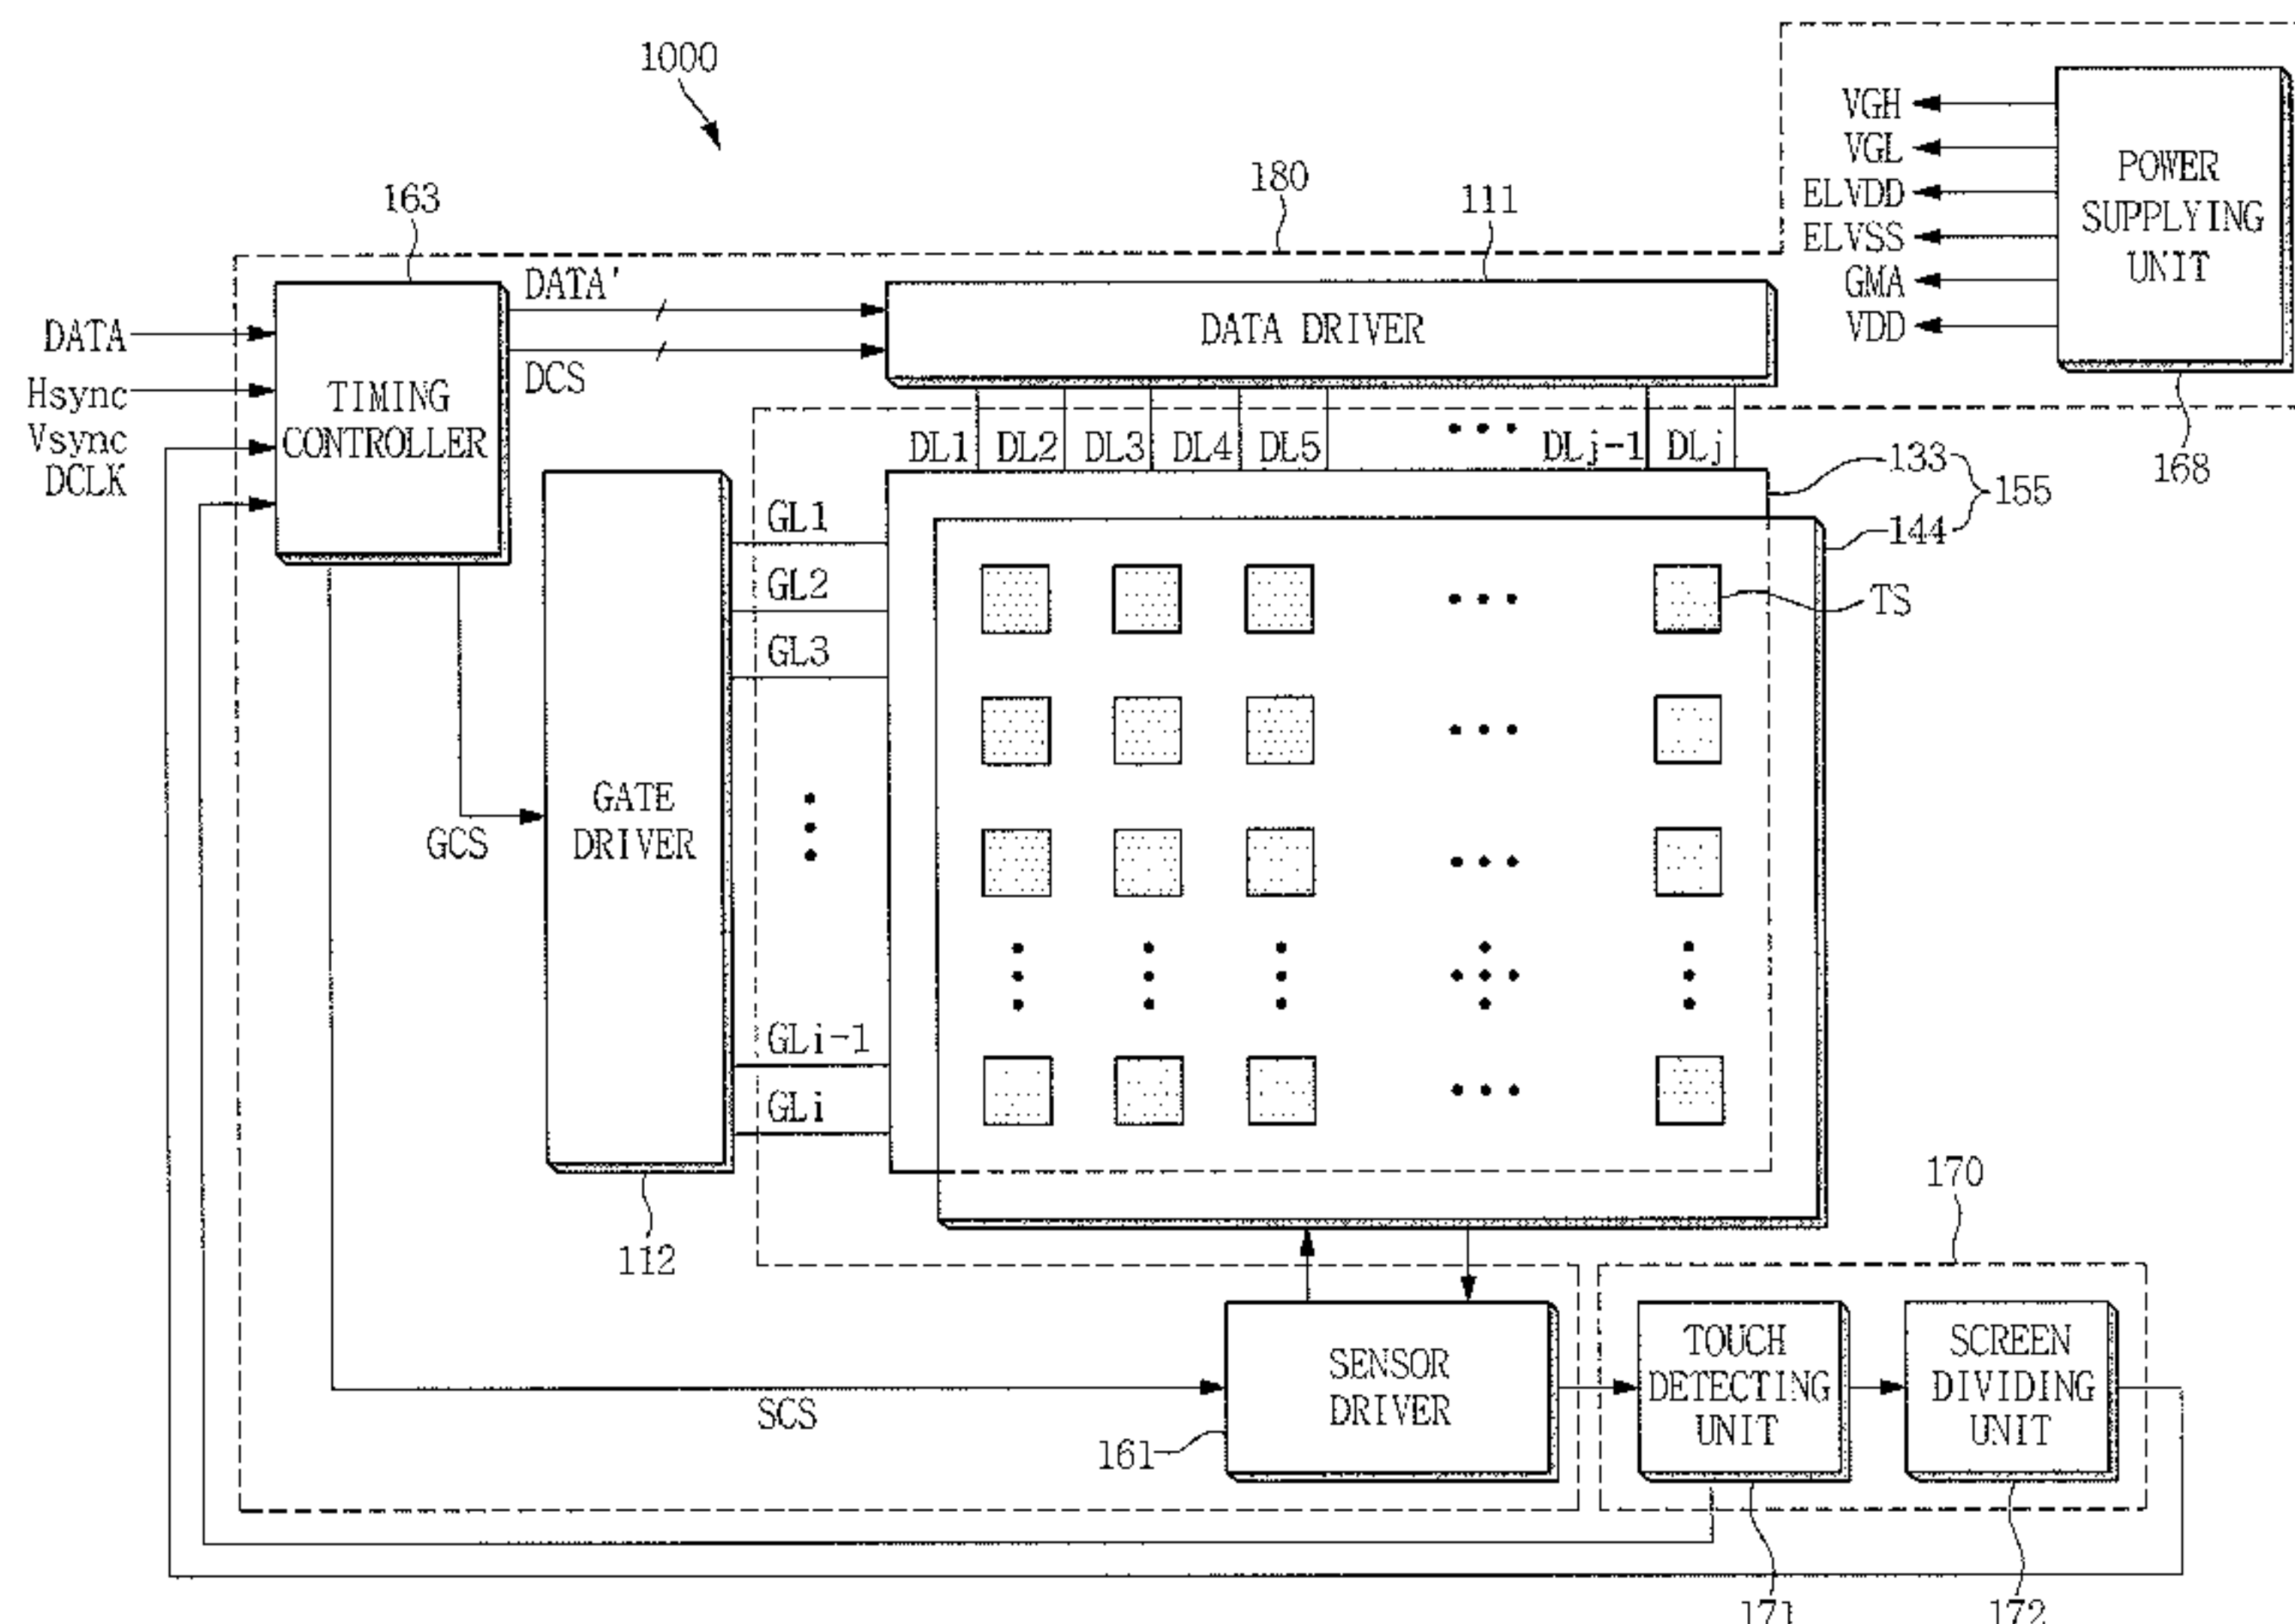 1000
VGH
VGL
ELVDD
ELVSS
GMA
VDD
POWER
SUPPLYING
UNIT
168
180
163
111
DATA'
DCS
DATA DRIVER
DATA
Hsync
Vsync
DCLK
TIMING
CONTROLLER
DL1 DL2 DL3 DL4 DL5 ••• DLj-1 DLj
133
144
155
TS
GL1
GL2
GL3
GLi-1
GLi
GCS
GATE
DRIVER
112
170
SCS
SENSOR
DRIVER
161
TOUCH
DETECTING
UNIT
SCREEN
DIVIDING
UNIT
171
172